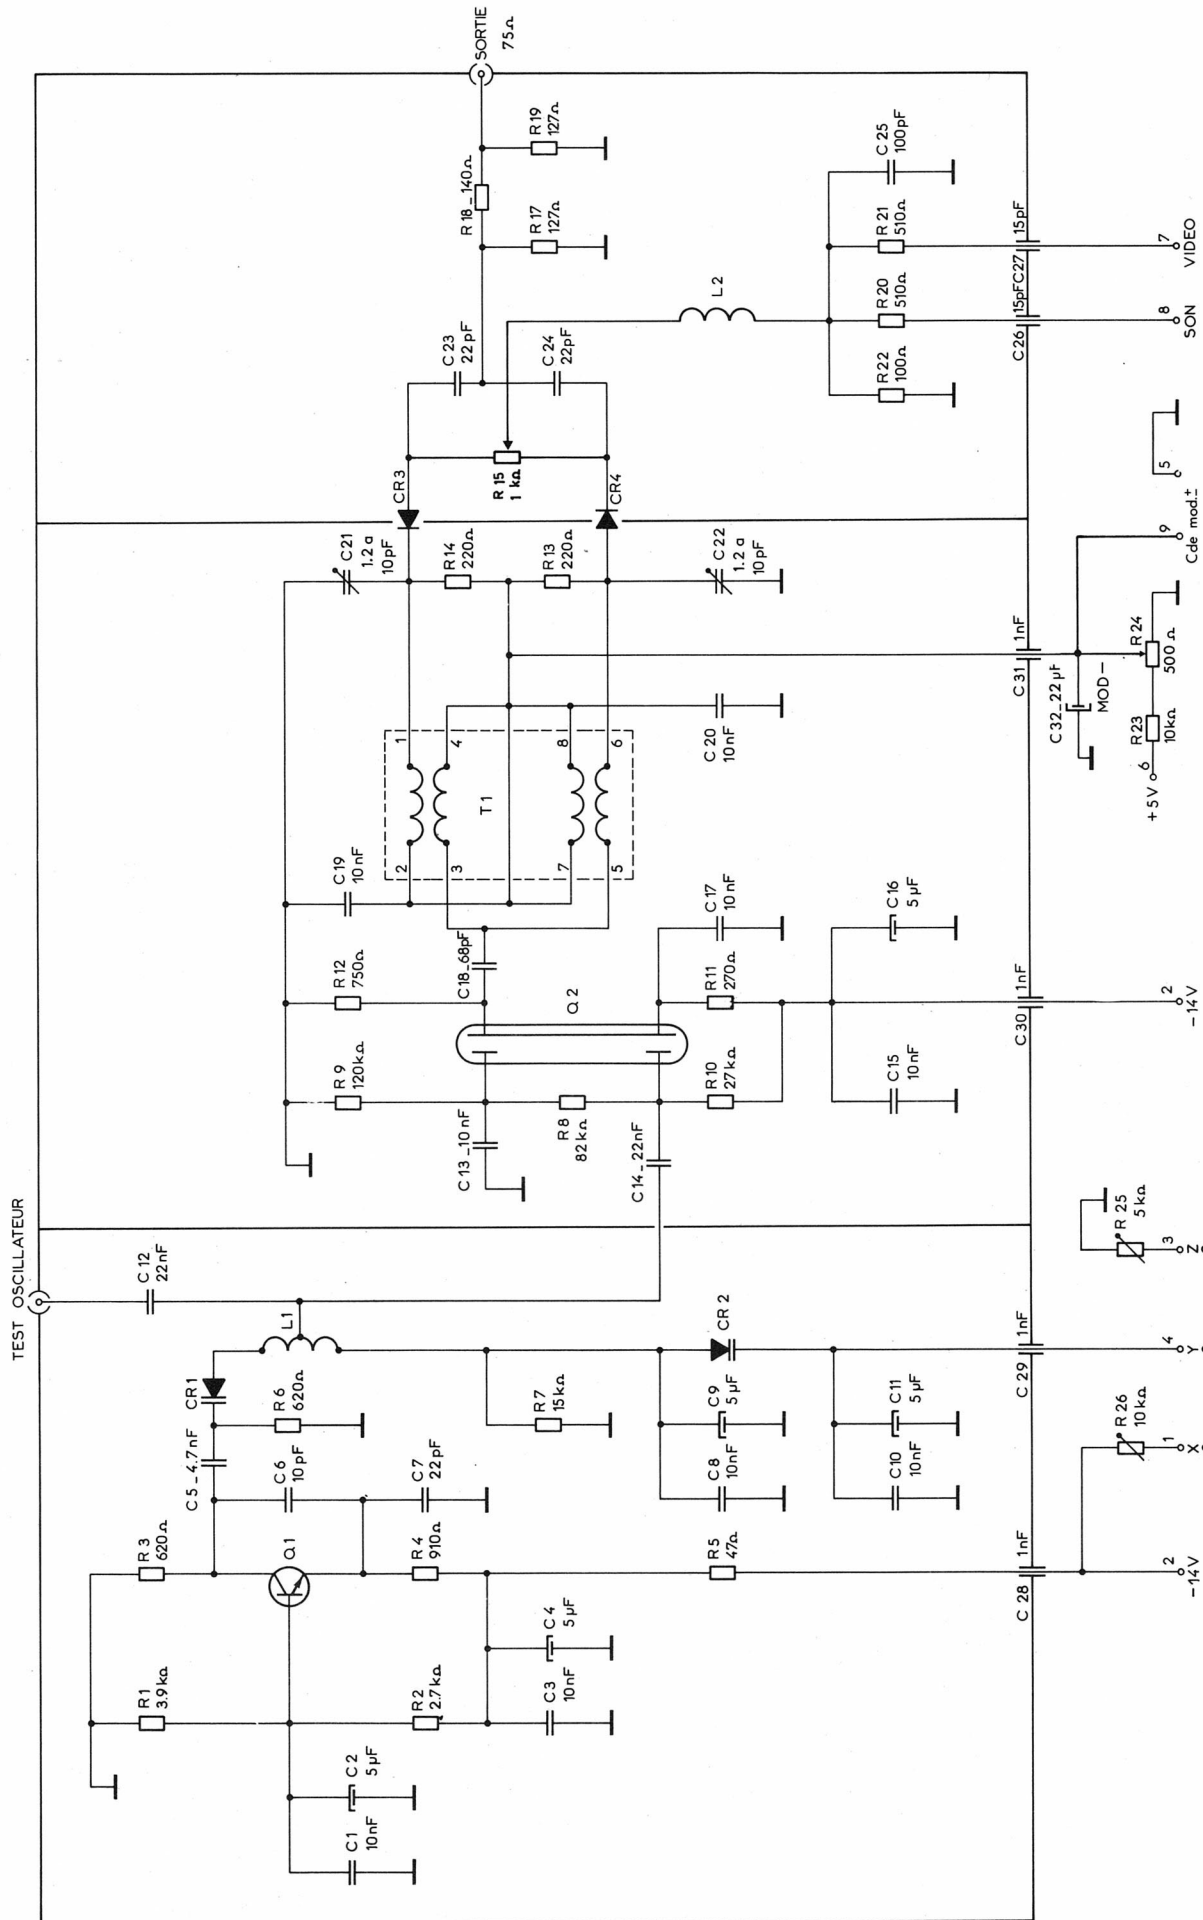 TEST OSCILLATEUR
SORTIE
75Ω
C12
22nF
L1
CR1
R6
620Ω
C5_4.7nF
C6
10pF
C7
22pF
R3
620Ω
Q1
R4
910Ω
R1
3.9kΩ
R2
2.7kΩ
C2
5µF
C1
10nF
C4
5µF
C3
10nF
R5
47Ω
R7
15kΩ
CR2
C9
5µF
C8
10nF
C11
5µF
C10
10nF
C28
1nF
C29
1nF
R26
10kΩ
R25
5kΩ
2
-14V
1
X
4
Y
3
Z
R9
120kΩ
R12
750Ω
C19
10nF
C13_10nF
R8
82kΩ
C14_22nF
Q2
C18_68pF
R10
27kΩ
R11
270Ω
C17
10nF
C15
10nF
C16
5µF
C30
1nF
2
-14V
2
1
3
4
T1
7
8
5
6
C20
10nF
C21
1.2 a
10pF
R14
220Ω
R13
220Ω
C22
1.2 a
10pF
CR3
CR4
R15
1 kΩ
C23
22pF
C24
22pF
R18_140Ω
R17
127Ω
R19
127Ω
L2
R22
100Ω
R20
510Ω
R21
510Ω
C25
100pF
C26
15pF
C27
15pF
8
SON
7
VIDEO
C31
1nF
C32_22µF
MOD-
R23
10kΩ
R24
500Ω
+5V
6
9
Cde mod.±
5